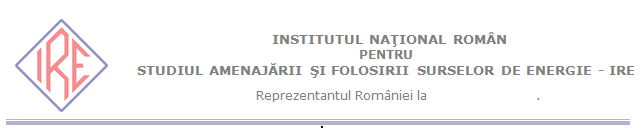 IRE
INSTITUTUL NAŢIONAL ROMÂN
PENTRU
STUDIUL AMENAJĂRII ŞI FOLOSIRII SURSELOR DE ENERGIE - IRE
Reprezentantul României la .